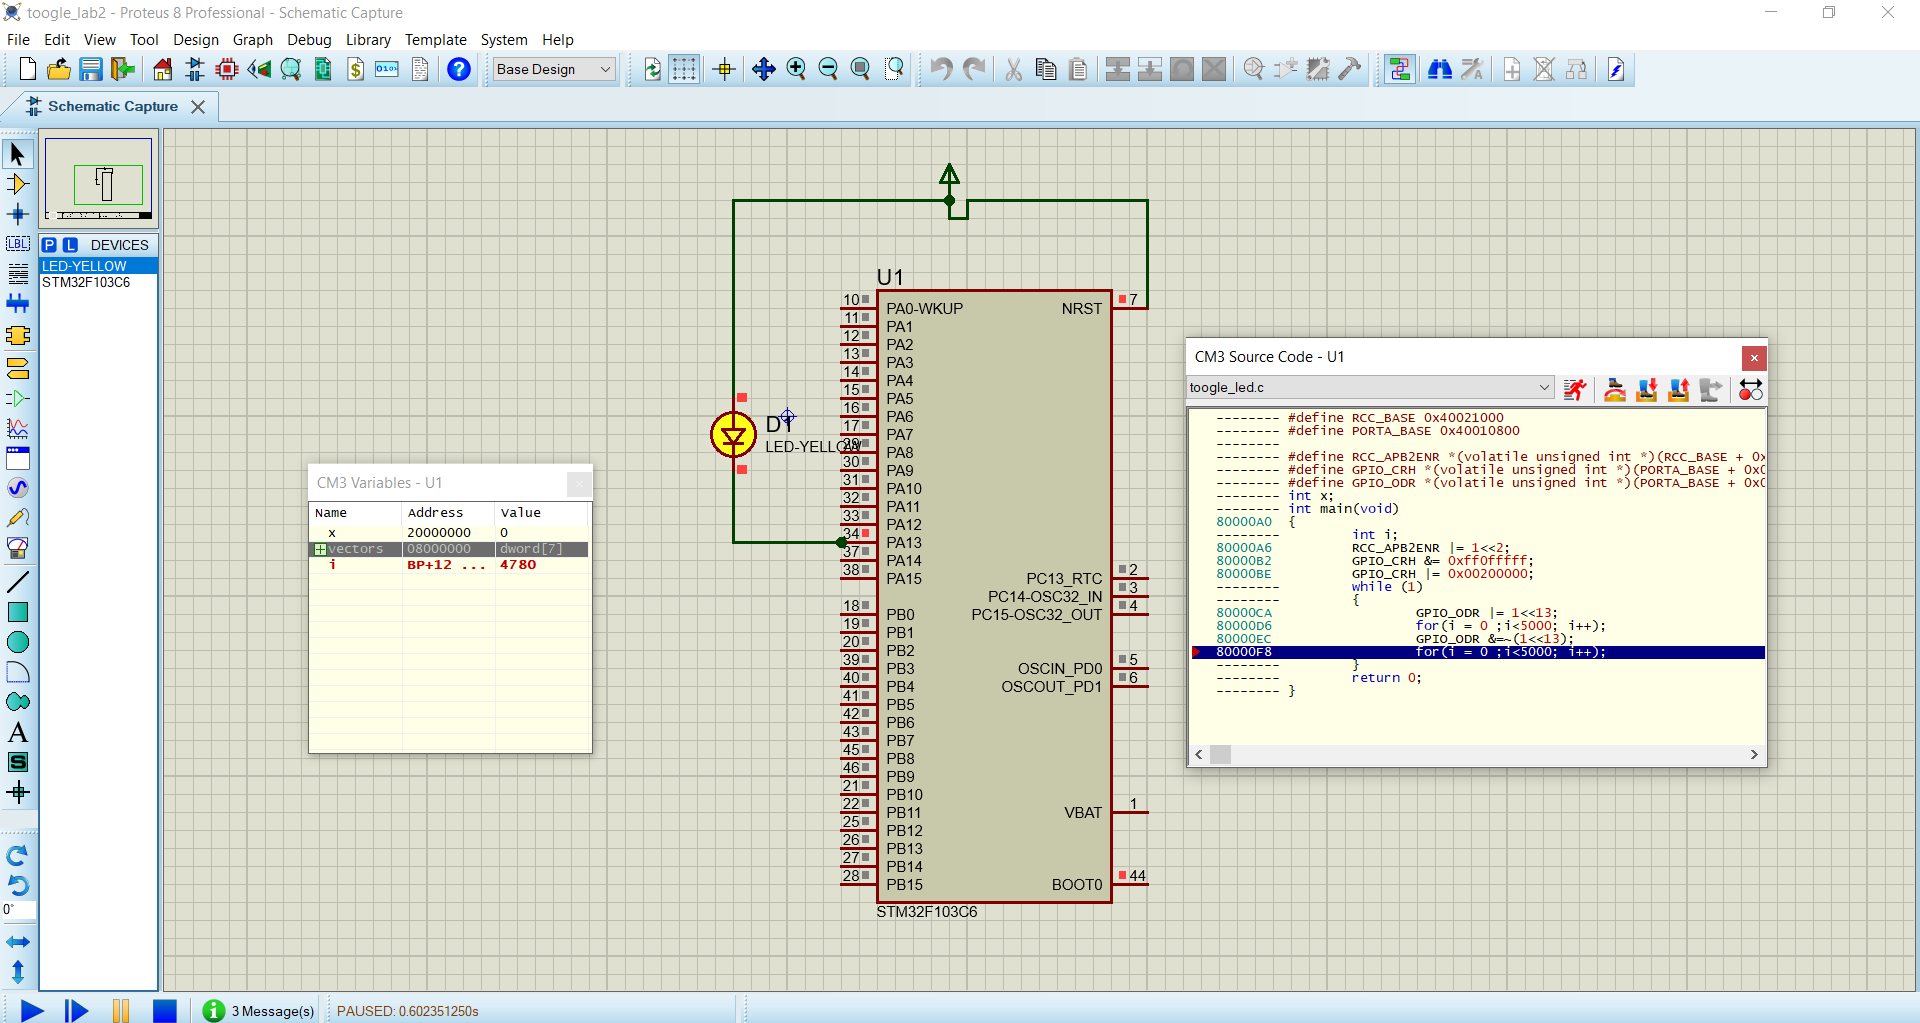 toogle_lab2 - Proteus 8 Professional - Schematic Capture
File Edit View Tool Design Graph Debug Library Template System Help
Base Design
Schematic Capture
P L DEVICES
LED-YELLOW
STM32F103C6
LBL
A
S
0°
U1
10 PA0-WKUP
11 PA1
12 PA2
13 PA3
14 PA4
15 PA5
16 PA6
17 PA7
29 PA8
30 PA9
31 PA10
32 PA11
33 PA12
34 PA13
37 PA14
38 PA15
18 PB0
19 PB1
20 PB2
39 PB3
40 PB4
41 PB5
42 PB6
43 PB7
45 PB8
46 PB9
21 PB10
22 PB11
25 PB12
26 PB13
27 PB14
28 PB15
NRST 7
PC13_RTC 2
PC14-OSC32_IN 3
PC15-OSC32_OUT 4
OSCIN_PD0 5
OSCOUT_PD1 6
VBAT 1
BOOT0 44
STM32F103C6
D1
LED-YELLOW
CM3 Variables - U1
Name Address Value
x 20000000 0
vectors 08000000 dword[7]
i BP+12 ... 4780
CM3 Source Code - U1
toogle_led.c
-------- #define RCC_BASE 0x40021000
-------- #define PORTA_BASE 0x40010800
--------
-------- #define RCC_APB2ENR *(volatile unsigned int *)(RCC_BASE + 0x
-------- #define GPIO_CRH *(volatile unsigned int *)(PORTA_BASE + 0x0
-------- #define GPIO_ODR *(volatile unsigned int *)(PORTA_BASE + 0x0
-------- int x;
-------- int main(void)
80000A0 {
-------- int i;
80000A6 RCC_APB2ENR |= 1<<2;
80000B2 GPIO_CRH &= 0xff0fffff;
80000BE GPIO_CRH |= 0x00200000;
-------- while (1)
-------- {
80000CA GPIO_ODR |= 1<<13;
80000D6 for(i = 0 ;i<5000; i++);
80000EC GPIO_ODR &=~(1<<13);
80000F8 for(i = 0 ;i<5000; i++);
-------- }
-------- return 0;
-------- }
3 Message(s)
PAUSED: 0.602351250s